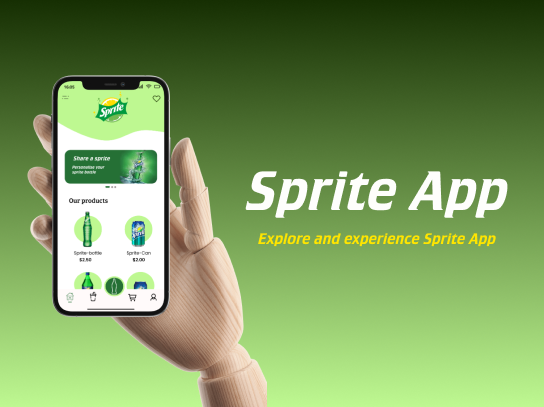 Sprite
Share a sprite
Personalise your
sprite bottle
Our products
Sprite-bottle
Sprite-Can
$2.50
$2.00
Sprite App
Explore and experience Sprite App